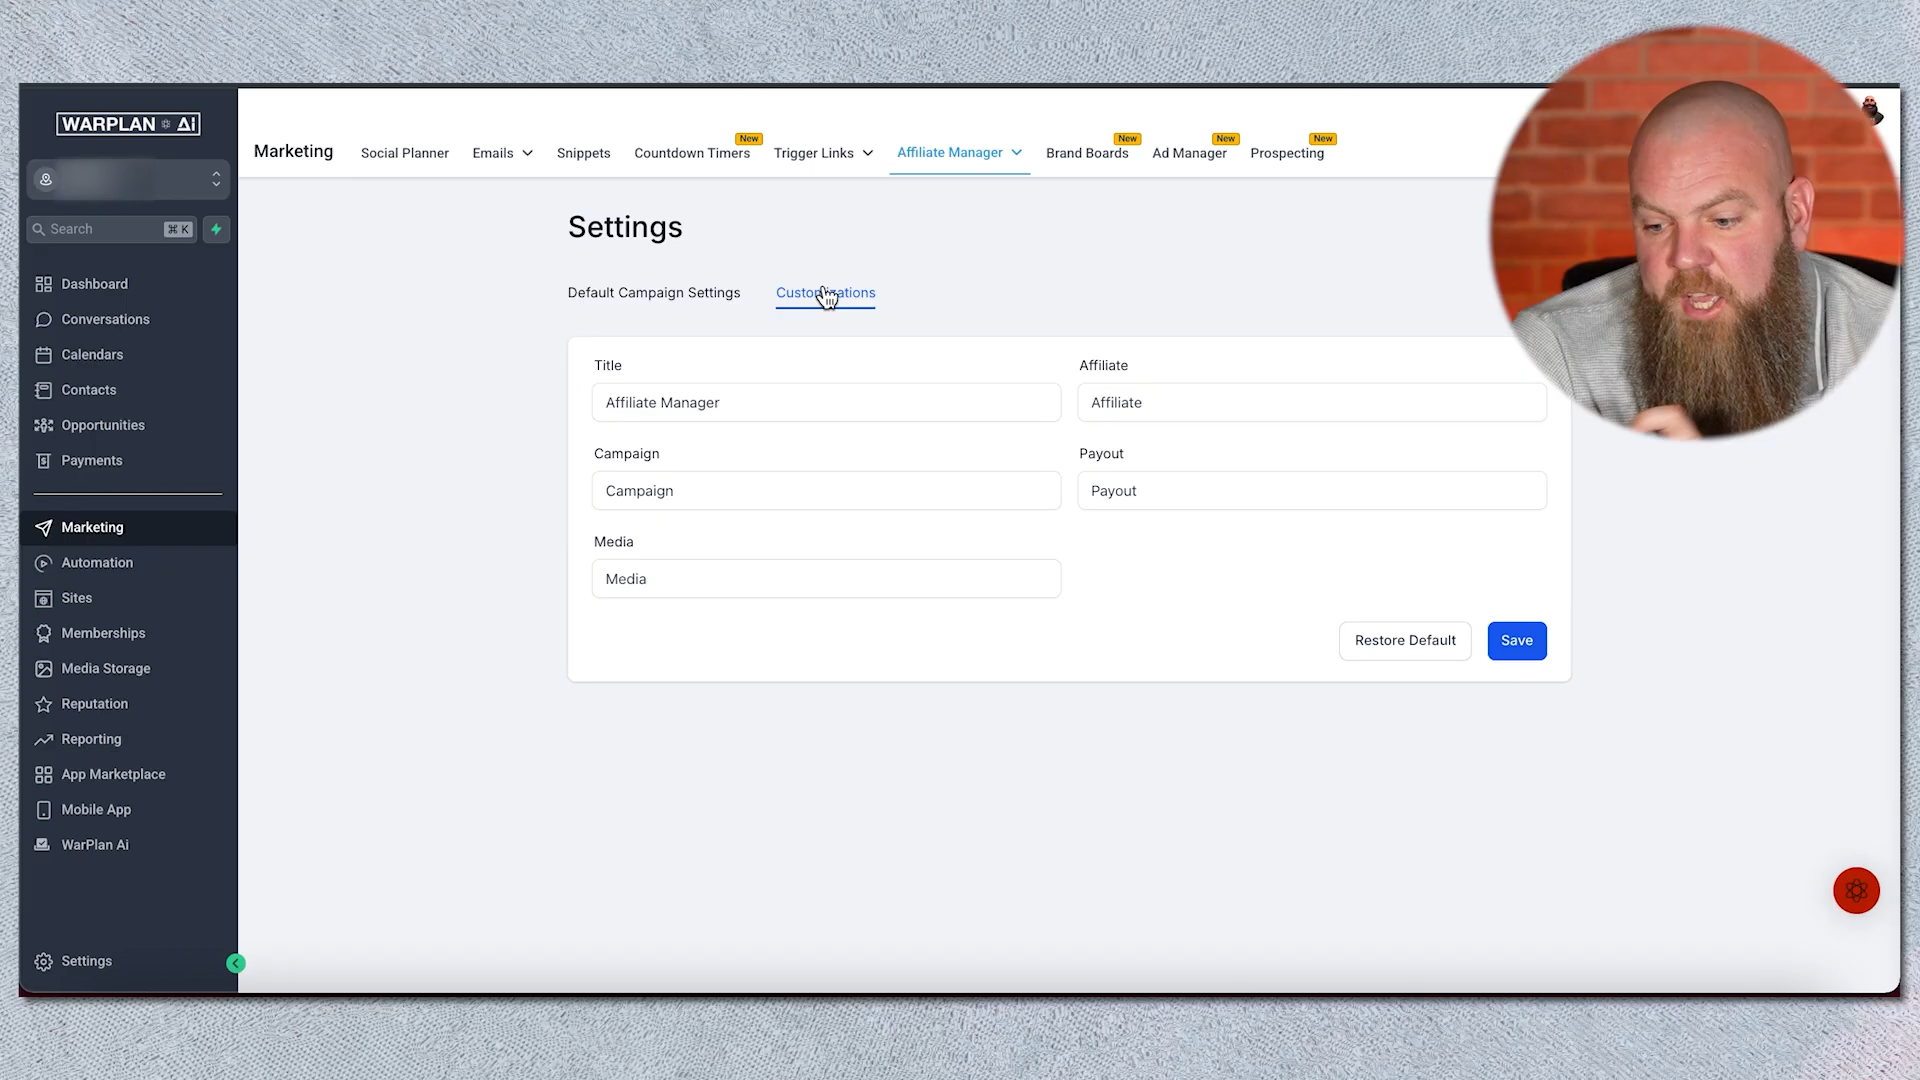 WARPLAN Ai
Search ⌘ K
Dashboard
Conversations
Calendars
Contacts
Opportunities
Payments
Marketing
Automation
Sites
Memberships
Media Storage
Reputation
Reporting
App Marketplace
Mobile App
WarPlan Ai
Settings
Marketing
Social Planner
Emails
Snippets
Countdown Timers New
Trigger Links
Affiliate Manager
Brand Boards New
Ad Manager New
Prospecting New
Settings
Default Campaign Settings
Customizations
Title
Affiliate Manager
Affiliate
Affiliate
Campaign
Campaign
Payout
Payout
Media
Media
Restore Default
Save